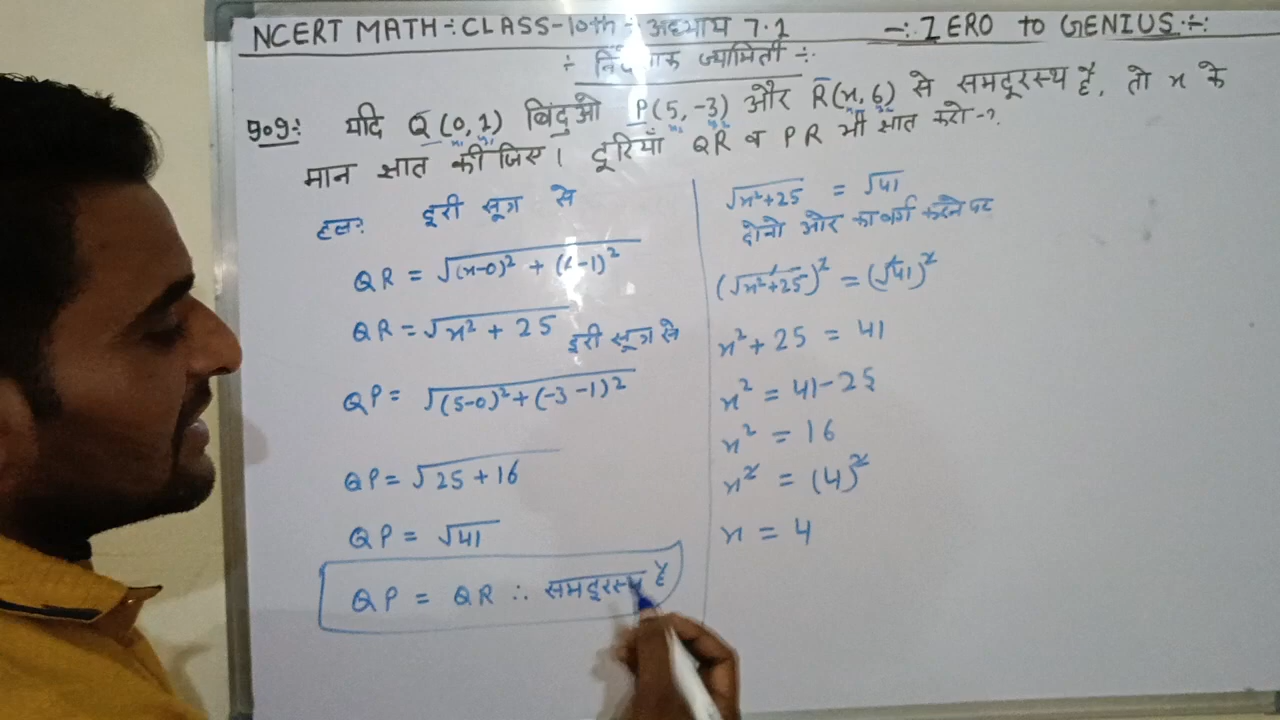 NCERT MATH÷CLASS-10th÷ अध्याय 7.1 -:ZERO to GENIUS÷:
÷ निर्देशांक ज्यामिती ÷
प्र०9: यदि Q(0,1) बिंदुओ P(5,-3) और R(x,6) से समदूरस्थ है, तो x के
मान ज्ञात कीजिए। दूरियाँ QR व PR भी ज्ञात करो-?
हल: दूरी सूत्र से
QR = √(x-0)² + (6-1)²
QR = √x² + 25
दूरी सूत्र से
QP = √(5-0)²+(-3-1)²
QP = √25+16
QP = √41
QP = QR ∴ समदूरस्थ है
√x²+25 = √41
दोनो ओर का वर्ग करने पर
(√x²+25)² = (√41)²
x²+25 = 41
x² = 41-25
x² = 16
x² = (4)²
x = 4